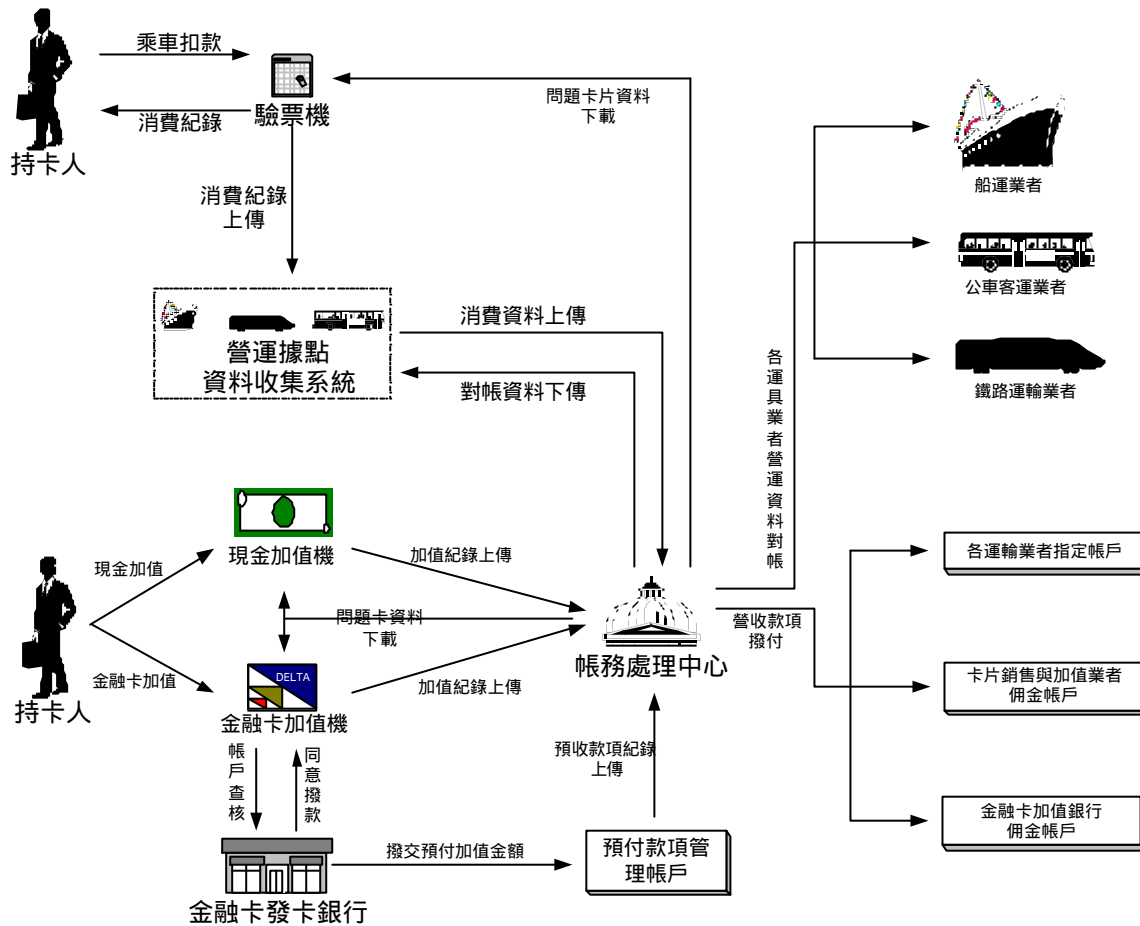 乘車扣款
消費紀錄
持卡人
驗票機
問題卡片資料
下載
消費紀錄
上傳
船運業者
公車客運業者
鐵路運輸業者
營運據點
資料收集系統
消費資料上傳
對帳資料下傳
各運具業者營運資料對帳
現金加值
現金加值機
加值紀錄上傳
問題卡資料
下載
持卡人
金融卡加值
DELTA
金融卡加值機
加值紀錄上傳
帳務處理中心
營收款項
撥付
各運輸業者指定帳戶
卡片銷售與加值業者
佣金帳戶
金融卡加值銀行
佣金帳戶
帳戶查核
同意撥款
預收款項紀錄
上傳
金融卡發卡銀行
撥交預付加值金額
預付款項管
理帳戶